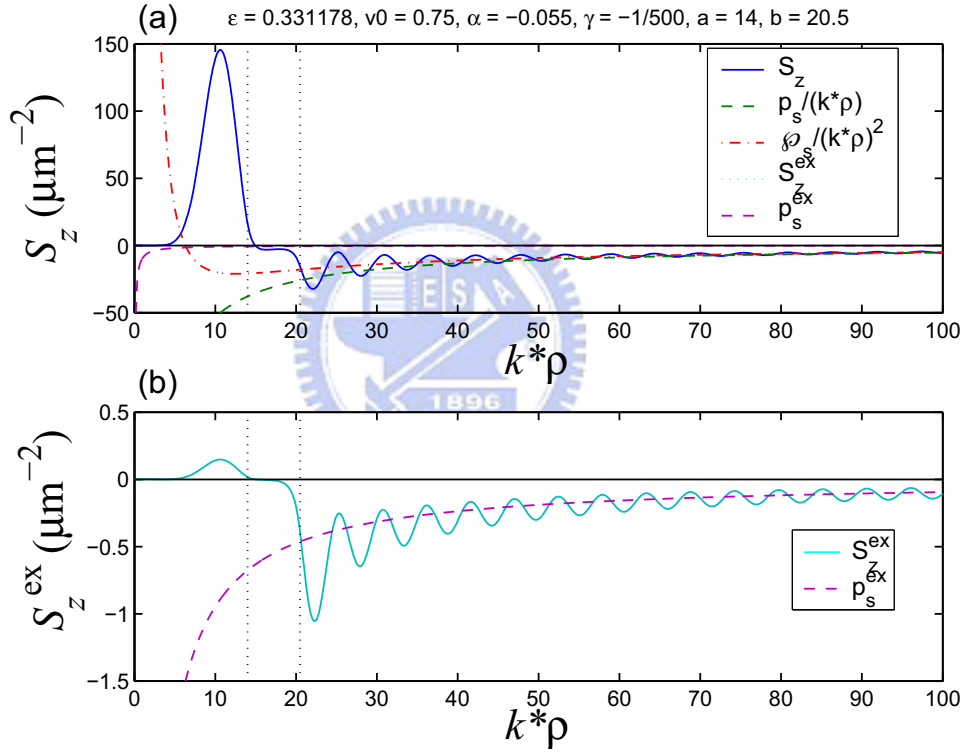 ε = 0.331178, v0 = 0.75, α = −0.055, γ = −1/500, a = 14, b = 20.5
(a)
S_z (μm⁻²)
150
100
50
0
−50
S_z
p_s/(k*ρ)
℘_s/(k*ρ)²
S_z^ex
p_s^ex
0 10 20 30 40 50 60 70 80 90 100
k*ρ
E S A
1896
(b)
S_z^ex (μm⁻²)
0.5
0
−0.5
−1
−1.5
S_z^ex
p_s^ex
0 10 20 30 40 50 60 70 80 90 100
k*ρ